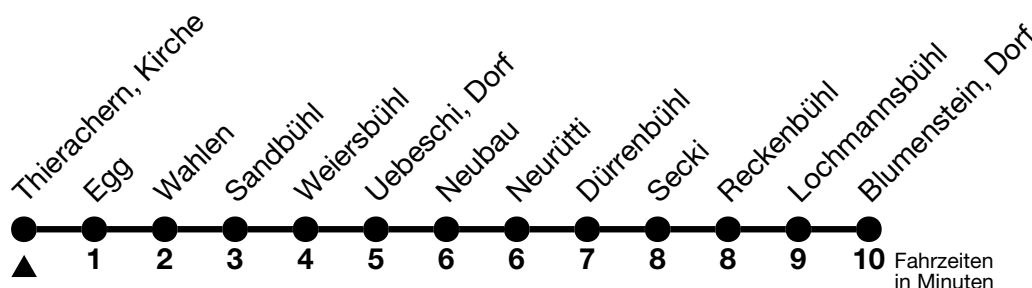 Thierachern, Kirche
Egg
Wahlen
Sandbühl
Weiersbühl
Uebeschi, Dorf
Neubau
Neurütti
Dürrenbühl
Secki
Reckenbühl
Lochmannsbühl
Blumenstein, Dorf
1 2 3 4 5 6 6 7 8 8 9 10 Fahrzeiten
in Minuten